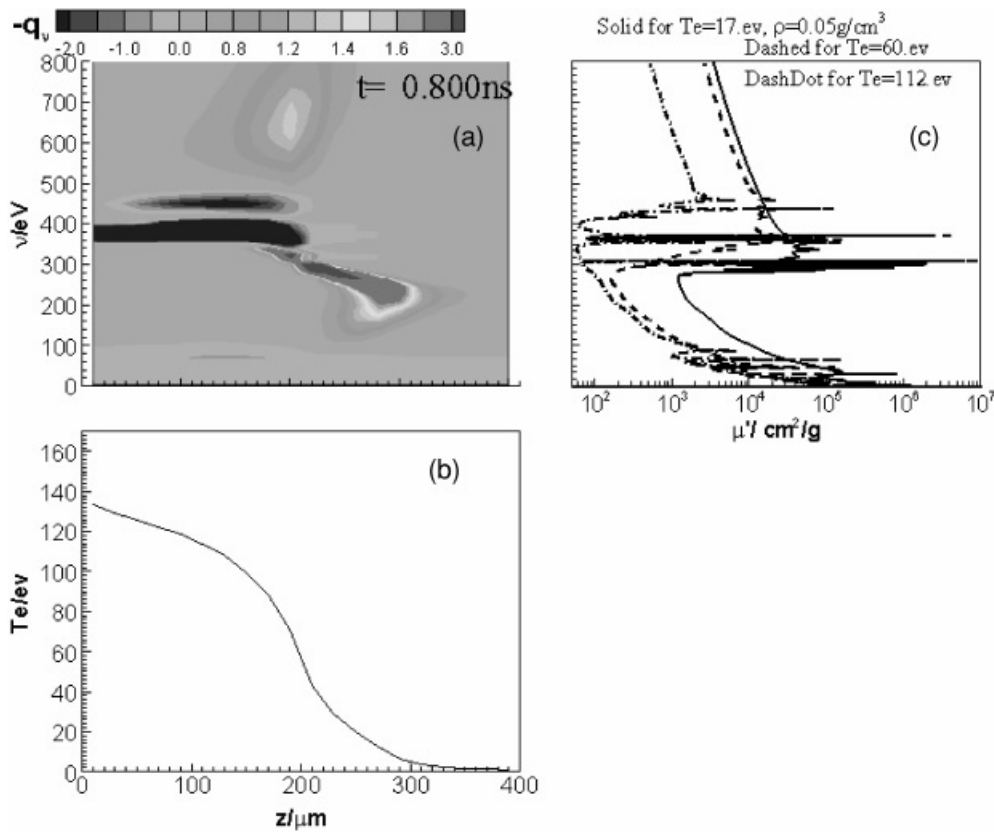 -qν
-2.0 -1.0 0.0 0.8 1.2 1.4 1.6 3.0
Solid for Te=17.ev, ρ=0.05g/cm³
Dashed for Te=60.ev
DashDot for Te=112 ev
t= 0.800ns
(a)
(c)
ν/eV
800
700
600
500
400
300
200
100
0
10² 10³ 10⁴ 10⁵ 10⁶ 10⁷
μ'/ cm²/g
(b)
Te/ev
160
140
120
100
80
60
40
20
0
0 100 200 300 400
z/μm